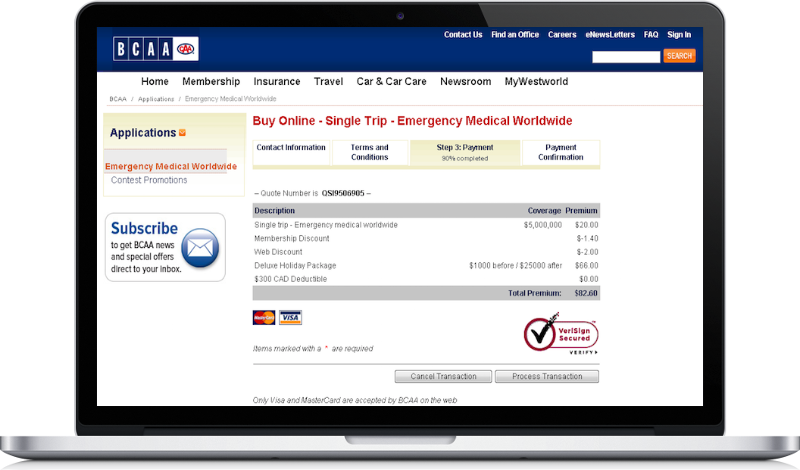 Contact Us Find an Office Careers eNewsLetters FAQ Sign In
BCAA CAA
SEARCH
Home Membership Insurance Travel Car & Car Care Newsroom MyWestworld
BCAA / Applications / Emergency Medical Worldwide
Applications
Emergency Medical Worldwide
Contest Promotions
Subscribe
to get BCAA news
and special offers
direct to your inbox.
Buy Online - Single Trip - Emergency Medical Worldwide
Contact Information
Terms and
Conditions
Step 3: Payment
90% completed
Payment
Confirmation
-- Quote Number is QSI9506905 --
Description Coverage Premium
Single trip - Emergency medical worldwide $5,000,000 $20.00
Membership Discount $-1.40
Web Discount $-2.00
Deluxe Holiday Package $1000 before / $25000 after $66.00
$300 CAD Deductible $0.00
Total Premium: $82.60
MasterCard VISA
VeriSign
Secured
VERIFY
Items marked with a * are required
Cancel Transaction Process Transaction
Only Visa and MasterCard are accepted by BCAA on the web